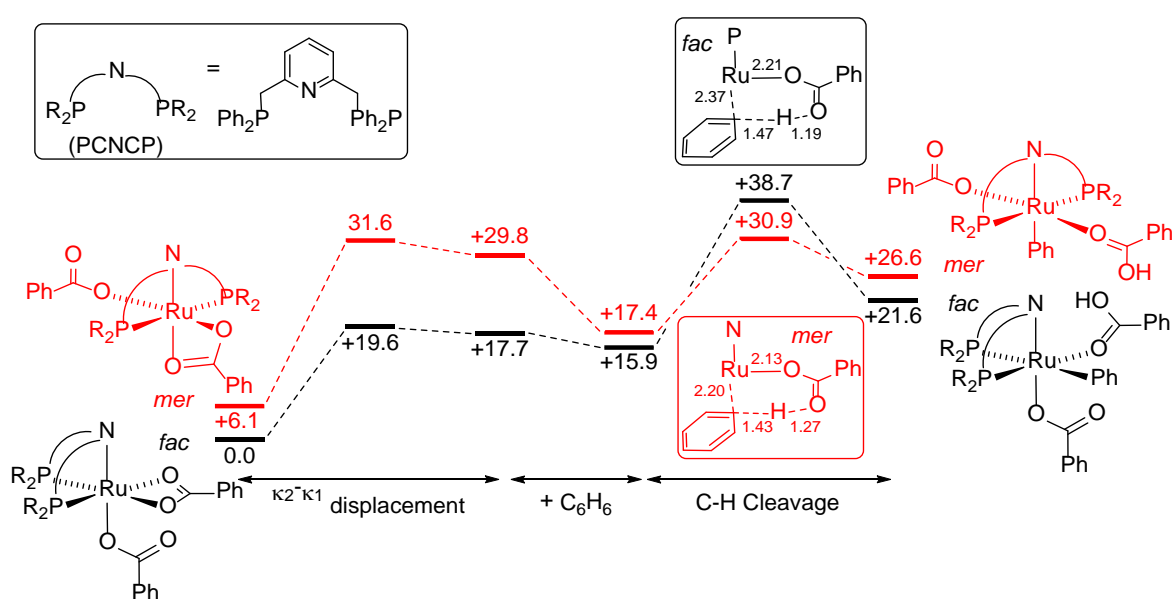 N
R2P
PR2
(PCNCP)
=
N
Ph2P
Ph2P
fac
P
Ru
2.21
O
Ph
2.37
O
H
1.47
1.19
+38.7
31.6
+29.8
+30.9
+17.4
+26.6
+19.6
+17.7
+15.9
+21.6
O
Ph
O
N
PR2
Ru
R2P
O
O
Ph
mer
+6.1
fac
0.0
N
R2P
R2P
Ru
O
O
Ph
O
O
Ph
N
mer
Ru
2.13
O
Ph
2.20
O
H
1.43
1.27
O
Ph
O
N
PR2
Ru
R2P
Ph
O
Ph
OH
mer
fac
N
HO
Ph
R2P
R2P
Ru
O
Ph
O
O
Ph
κ2-κ1
displacement
+ C6H6
C-H Cleavage